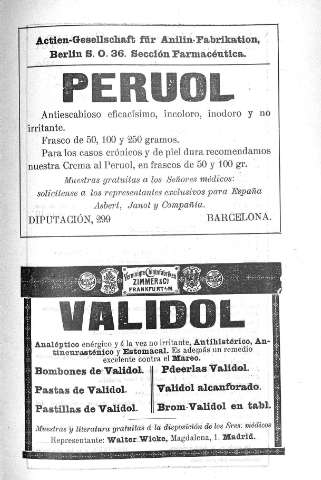 Actien-Gesellschaft für Anilin-Fabrikation,
Berlin S. O. 36. Sección Farmacéutica.
PERUOL
Antiescabioso eficacísimo, incoloro, inodoro y no
irritante.
Frasco de 50, 100 y 250 gramos.
Para los casos crónicos y de piel dura recomendamos
nuestra Crema al Peruol, en frascos de 50 y 100 gr.
Muestras gratuitas a los Señores médicos:
solicítense a los representantes exclusivos para España
Asbert, Janot y Compañía.
DIPUTACIÓN, 299 BARCELONA.
ZIMMER & Cº
FRANKFURT A/M
VALIDOL
Analéptico enérgico y á la vez no irritante, Antihistérico, An-
tineurasténico y Estomacal. Es además un remedio
excelente contra el Mareo.
Bombones de Validol. Pdeerlas Validol.
Pastas de Validol. Validol alcanforado.
Pastillas de Validol. Brom-Validol en tabl.
Muestras y literatura gratuitas á la disposición de los Sres. médicos
Representante: Walter Wicke, Magdalena, 1. Madrid.